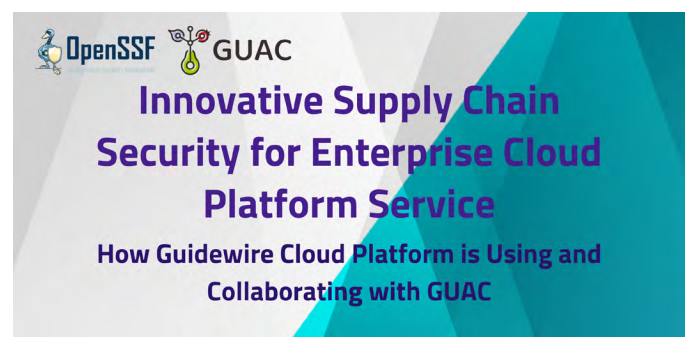 OpenSSF GUAC
Innovative Supply Chain
Security for Enterprise Cloud
Platform Service
How Guidewire Cloud Platform is Using and
Collaborating with GUAC